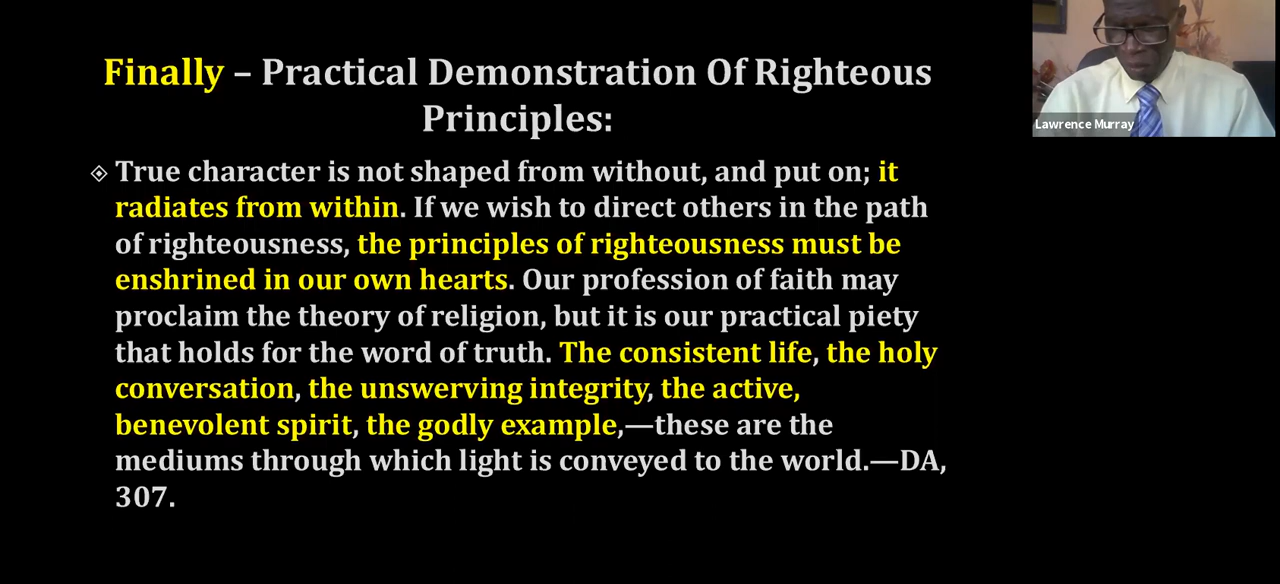 Finally – Practical Demonstration Of Righteous
Principles:
True character is not shaped from without, and put on; it
radiates from within. If we wish to direct others in the path
of righteousness, the principles of righteousness must be
enshrined in our own hearts. Our profession of faith may
proclaim the theory of religion, but it is our practical piety
that holds for the word of truth. The consistent life, the holy
conversation, the unswerving integrity, the active,
benevolent spirit, the godly example,—these are the
mediums through which light is conveyed to the world.—DA,
307.
Lawrence Murray